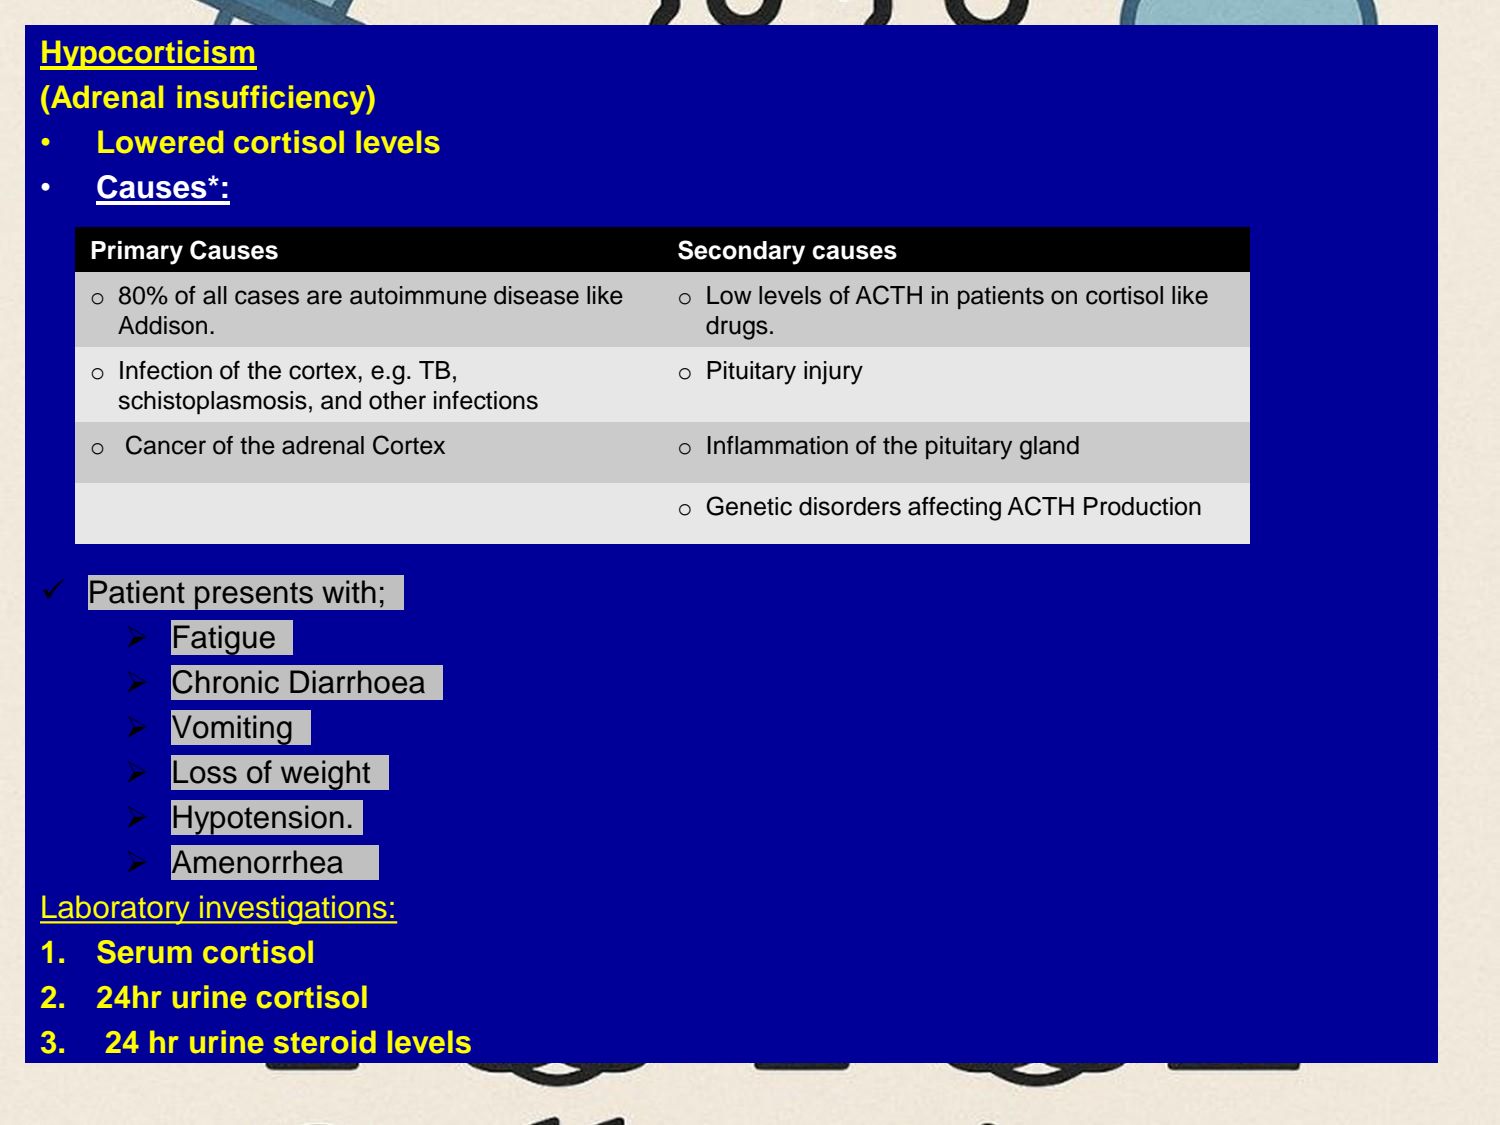 Hypocorticism
(Adrenal insufficiency)
• Lowered cortisol levels
• Causes*:
Primary Causes
Secondary causes
o 80% of all cases are autoimmune disease like
Addison.
o Low levels of ACTH in patients on cortisol like
drugs.
o Infection of the cortex, e.g. TB,
schistoplasmosis, and other infections
o Pituitary injury
o Cancer of the adrenal Cortex
o Inflammation of the pituitary gland
o Genetic disorders affecting ACTH Production
✓ Patient presents with;
➢ Fatigue
➢ Chronic Diarrhoea
➢ Vomiting
➢ Loss of weight
➢ Hypotension.
➢ Amenorrhea
Laboratory investigations:
1. Serum cortisol
2. 24hr urine cortisol
3. 24 hr urine steroid levels